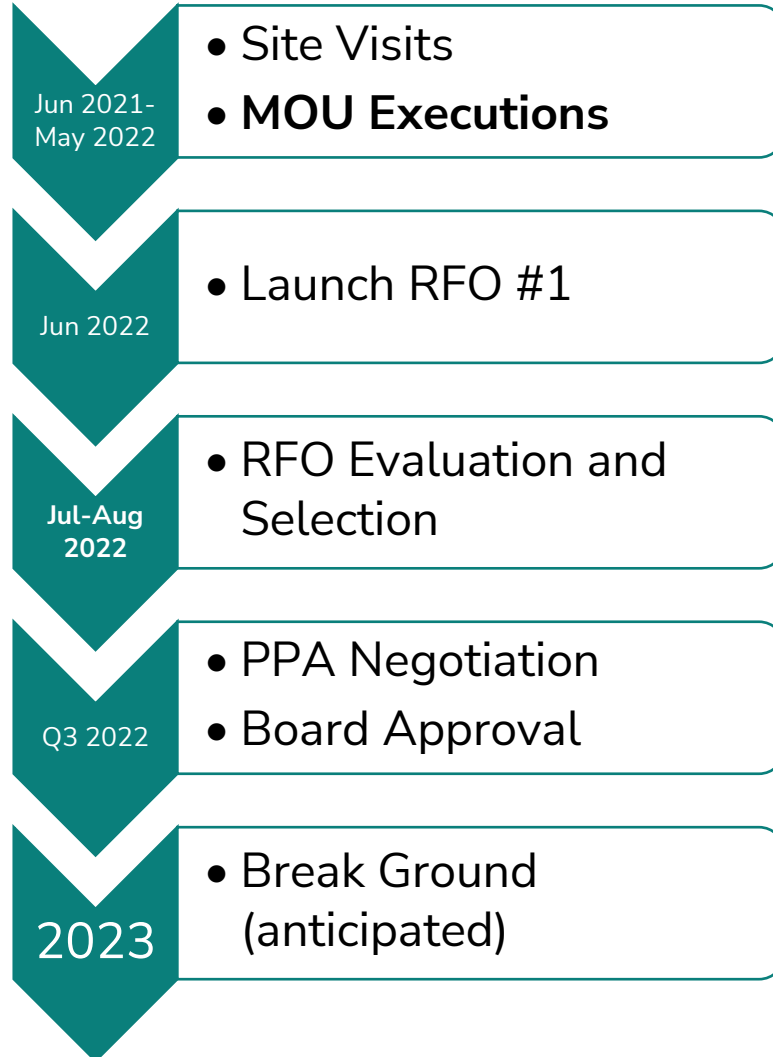 Jun 2021-
May 2022
• Site Visits
• MOU Executions
Jun 2022
• Launch RFO #1
Jul-Aug
2022
• RFO Evaluation and
Selection
Q3 2022
• PPA Negotiation
• Board Approval
2023
• Break Ground
(anticipated)